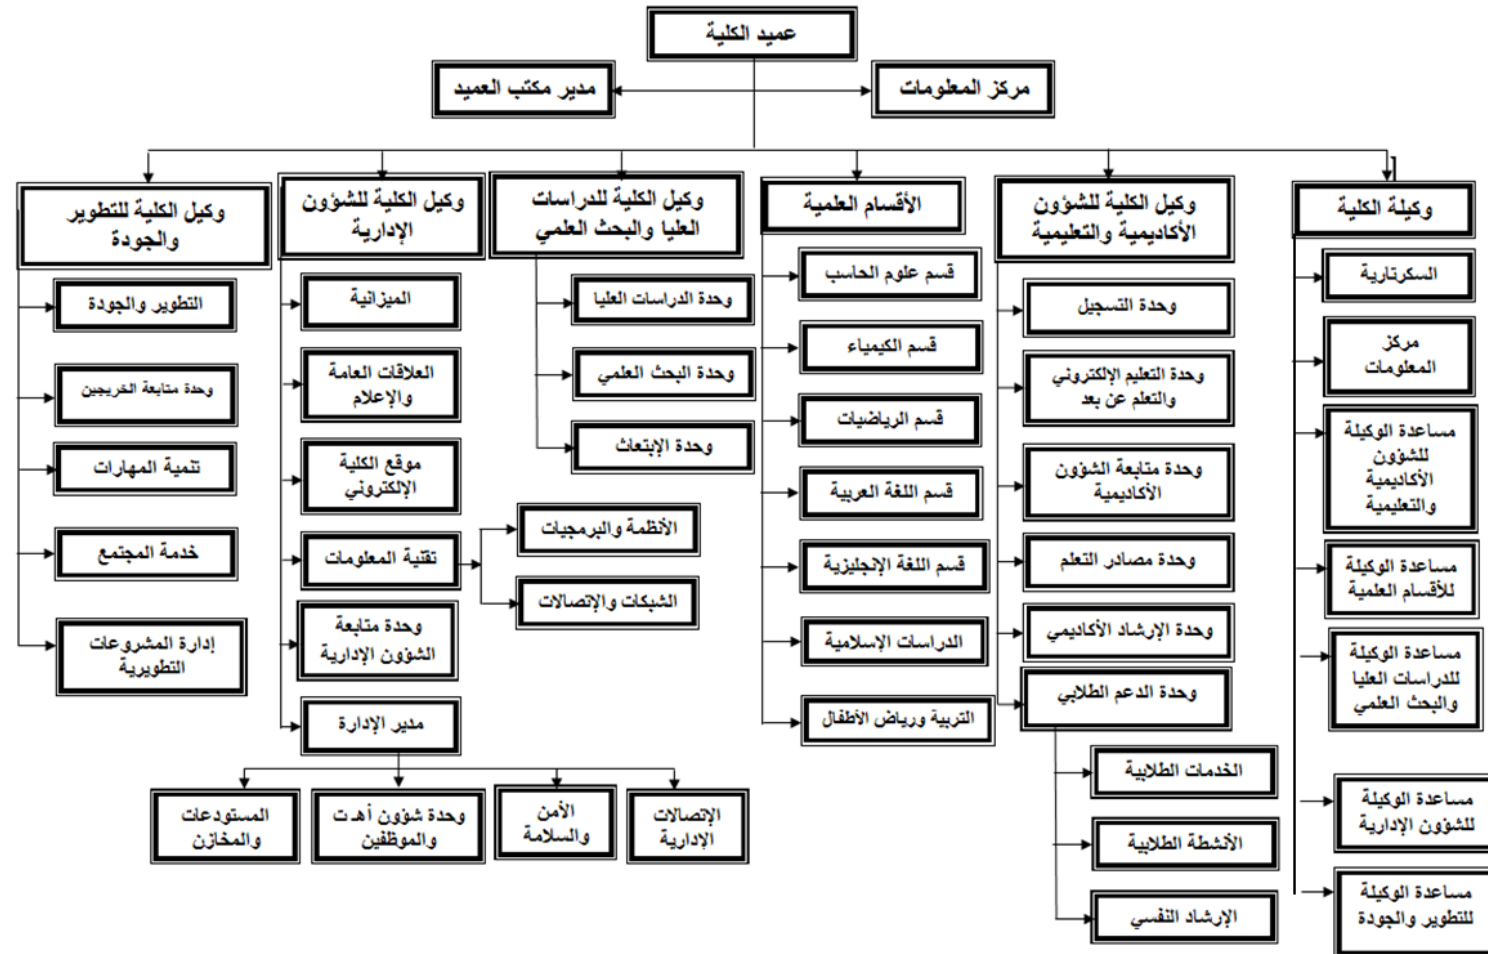 عميد الكلية
مركز المعلومات
مدير مكتب العميد
وكيلة الكلية
السكرتارية
مركز
المعلومات
مساعدة الوكيلة
للشؤون
الأكاديمية
والتعليمية
مساعدة الوكيلة
للأقسام العلمية
مساعدة الوكيلة
للدراسات العليا
والبحث العلمي
مساعدة الوكيلة
للشؤون الإدارية
مساعدة الوكيلة
للتطوير والجودة
وكيل الكلية للشؤون
الأكاديمية والتعليمية
وحدة التسجيل
وحدة التعليم الإلكتروني
والتعلم عن بعد
وحدة متابعة الشؤون
الأكاديمية
وحدة مصادر التعلم
وحدة الإرشاد الأكاديمي
وحدة الدعم الطلابي
الخدمات الطلابية
الأنشطة الطلابية
الإرشاد النفسي
الأقسام العلمية
قسم علوم الحاسب
قسم الكيمياء
قسم الرياضيات
قسم اللغة العربية
قسم اللغة الإنجليزية
الدراسات الإسلامية
التربية ورياض الأطفال
وكيل الكلية للدراسات
العليا والبحث العلمي
وحدة الدراسات العليا
وحدة البحث العلمي
وحدة الإبتعاث
وكيل الكلية للشؤون
الإدارية
الميزانية
العلاقات العامة
والإعلام
موقع الكلية
الإلكتروني
تقنية المعلومات
الأنظمة والبرمجيات
الشبكات والإتصالات
وحدة متابعة
الشؤون الإدارية
مدير الإدارة
الإتصالات
الإدارية
الأمن
والسلامة
وحدة شؤون أهـ ت
والموظفين
المستودعات
والمخازن
وكيل الكلية للتطوير
والجودة
التطوير والجودة
وحدة متابعة الخريجين
تنمية المهارات
خدمة المجتمع
إدارة المشروعات
التطويرية